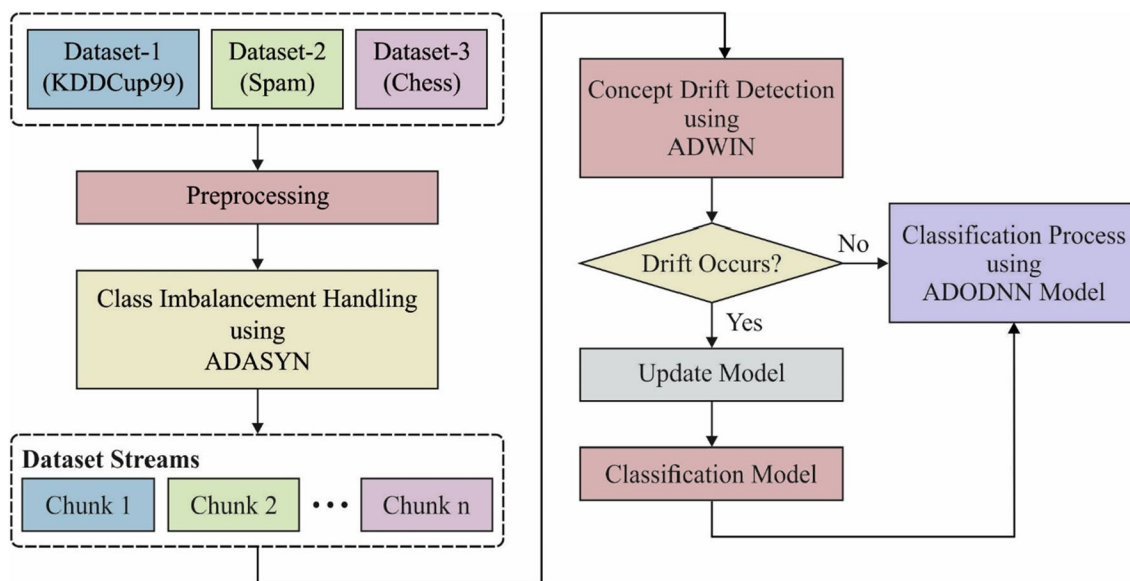 Dataset-1
(KDDCup99)
Dataset-2
(Spam)
Dataset-3
(Chess)
Preprocessing
Class Imbalancement Handling
using
ADASYN
Dataset Streams
Chunk 1
Chunk 2
•••
Chunk n
Concept Drift Detection
using
ADWIN
Drift Occurs?
No
Yes
Classification Process
using
ADODNN Model
Update Model
Classification Model